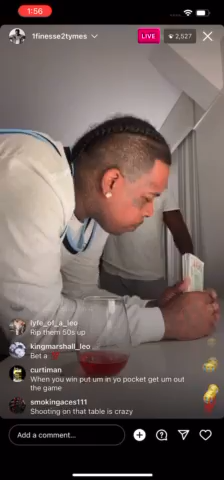 1:56
1finesse2tymes
LIVE
2,527
lyfe_of_a_leo
Rip them 50s up
kingmarshall_leo
Bet a
curtiman
When you win put um in yo pocket get um out
the game
smokingaces111
Shooting on that table is crazy
Add a comment...